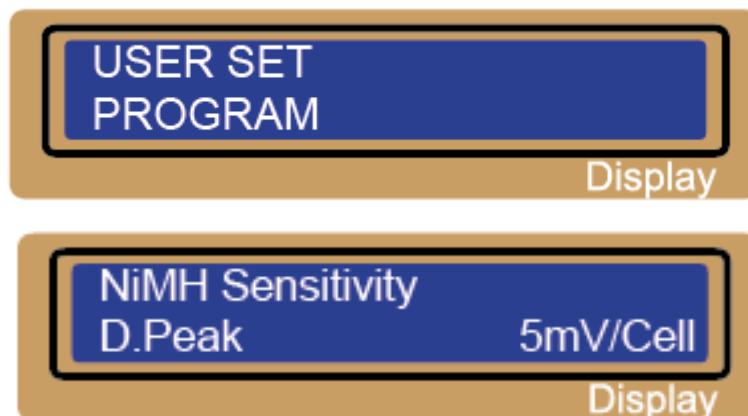 USER SET
PROGRAM
Display
NiMH Sensitivity
D.Peak 5mV/Cell
Display